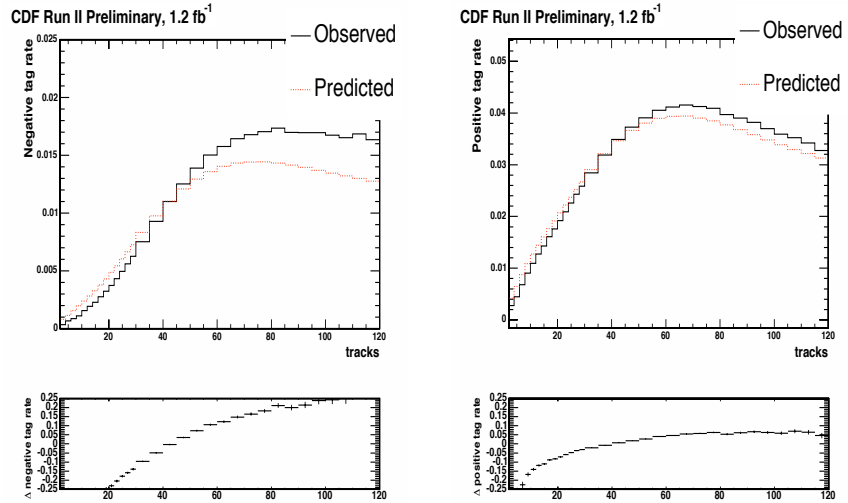 CDF Run II Preliminary, 1.2 fb-1
Observed
Predicted
Negative tag rate
0.025
0.02
0.015
0.01
0.005
0
20 40 60 80 100 120
tracks
Δ negative tag rate
0.25
0.2
0.15
0.1
0.05
0
-0.05
-0.1
-0.15
-0.2
-0.25
20 40 60 80 100 120
CDF Run II Preliminary, 1.2 fb-1
Observed
Predicted
Positive tag rate
0.05
0.04
0.03
0.02
0.01
0
20 40 60 80 100 120
tracks
Δ positive tag rate
0.25
0.2
0.15
0.1
0.05
0
-0.05
-0.1
-0.15
-0.2
-0.25
20 40 60 80 100 120